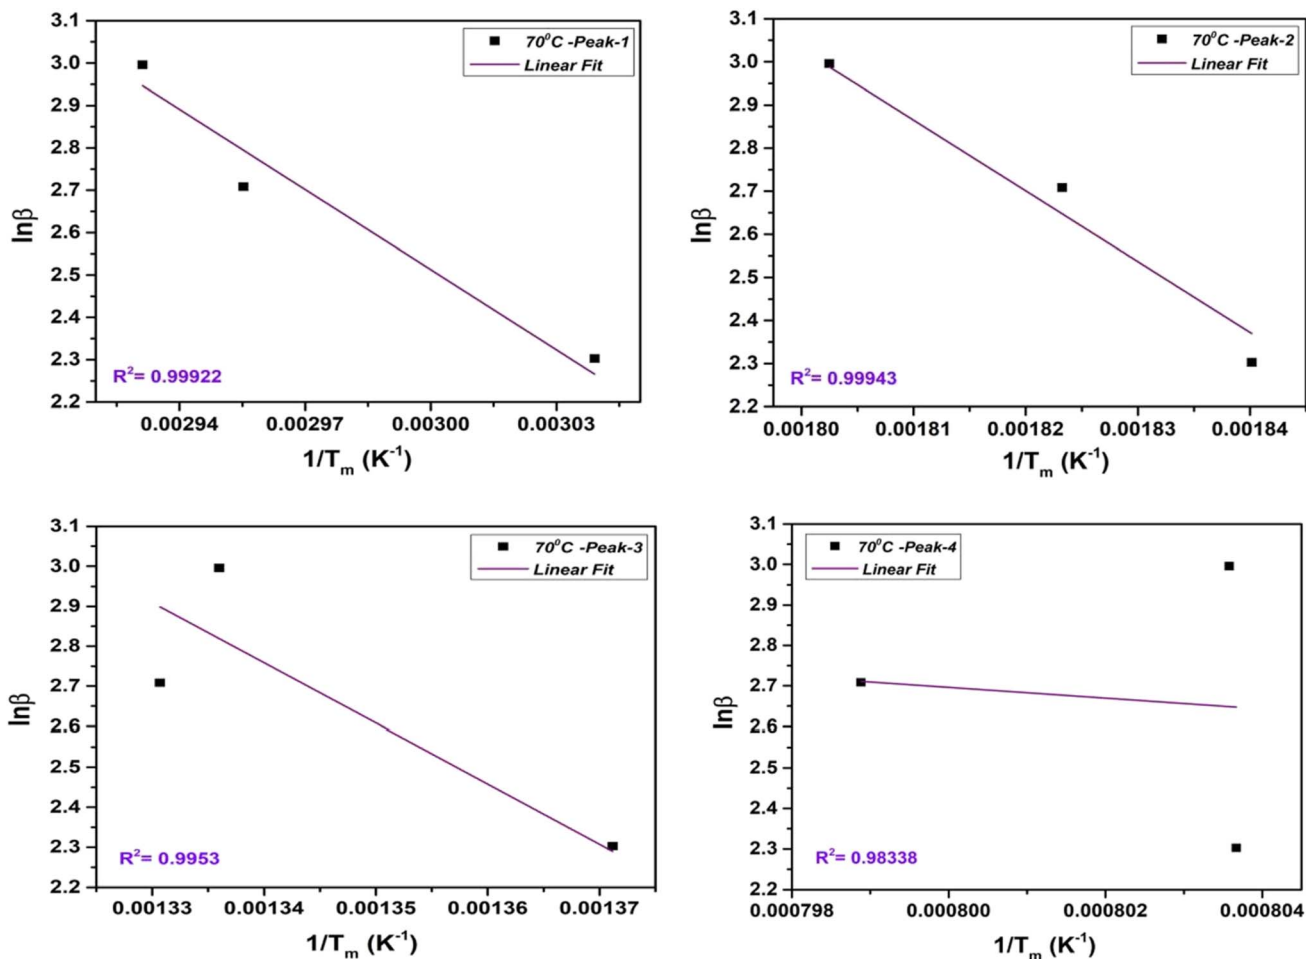 3.1
3.0
2.9
2.8
2.7
2.6
2.5
2.4
2.3
2.2
lnβ
70⁰C -Peak-1
Linear Fit
R²= 0.99922
0.00294 0.00297 0.00300 0.00303
1/Tₘ (K⁻¹)
3.1
3.0
2.9
2.8
2.7
2.6
2.5
2.4
2.3
2.2
lnβ
70⁰C -Peak-2
Linear Fit
R²= 0.99943
0.00180 0.00181 0.00182 0.00183 0.00184
1/Tₘ (K⁻¹)
3.1
3.0
2.9
2.8
2.7
2.6
2.5
2.4
2.3
2.2
lnβ
70⁰C -Peak-3
Linear Fit
R²= 0.9953
0.00133 0.00134 0.00135 0.00136 0.00137
1/Tₘ (K⁻¹)
3.1
3.0
2.9
2.8
2.7
2.6
2.5
2.4
2.3
2.2
lnβ
70⁰C -Peak-4
Linear Fit
R²= 0.98338
0.000798 0.000800 0.000802 0.000804
1/Tₘ (K⁻¹)